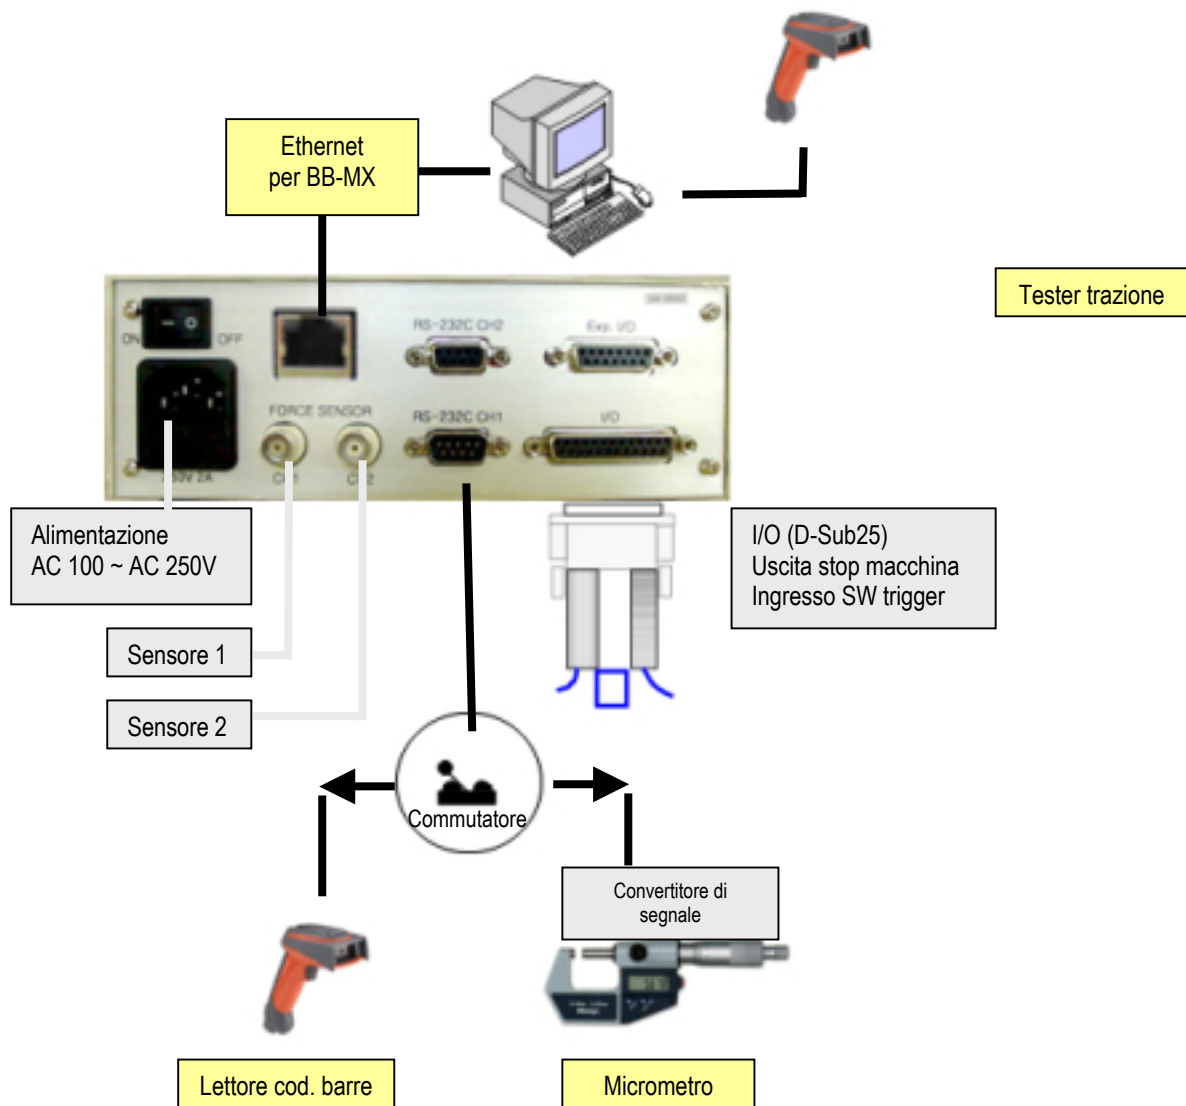 Ethernet
per BB-MX
Tester trazione
ON
OFF
RS-232C CH2
Exp. I/O
FORCE SENSOR
RS-232C CH1
I/O
CH1
CH2
Alimentazione
AC 100 ~ AC 250V
I/O (D-Sub25)
Uscita stop macchina
Ingresso SW trigger
Sensore 1
Sensore 2
Commutatore
Convertitore di
segnale
Lettore cod. barre
Micrometro